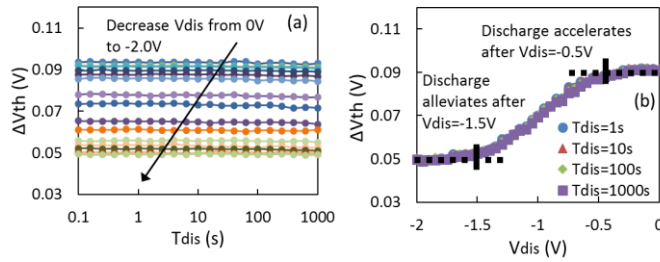 Decrease Vdis from 0V
to -2.0V
(a)
ΔVth (V)
0.11
0.09
0.07
0.05
0.03
0.1
1
10
100
1000
Tdis (s)
Discharge accelerates
after Vdis=-0.5V
(b)
Discharge
alleviates after
Vdis=-1.5V
Tdis=1s
Tdis=10s
Tdis=100s
Tdis=1000s
ΔVth (V)
0.11
0.09
0.07
0.05
0.03
-2
-1.5
-1
-0.5
0
Vdis (V)